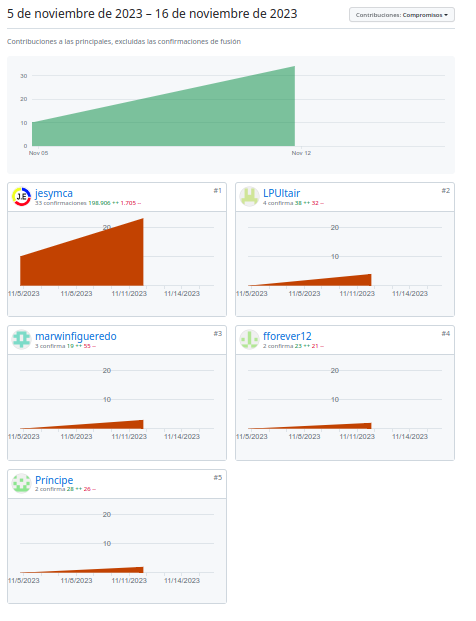 5 de noviembre de 2023 – 16 de noviembre de 2023
Contribuciones: Compromisos
Contribuciones a las principales, excluidas las confirmaciones de fusión
30
20
10
0
Nov 05
Nov 12
J.E
jesymca
#1
33 confirmaciones 198.906 ++ 1,705 --
20
11/5/2023
11/8/2023
11/11/2023
11/14/2023
LPUltair
#2
4 confirma 38 ++ 32 --
20
10
11/5/2023
11/8/2023
11/11/2023
11/14/2023
marwinfigueredo
#3
3 confirma 19 ++ 55 --
20
10
11/5/2023
11/8/2023
11/11/2023
11/14/2023
fforever12
#4
2 confirma 23 ++ 21 --
20
10
11/5/2023
11/8/2023
11/11/2023
11/14/2023
Príncipe
#5
2 confirma 28 ++ 26 --
20
10
11/5/2023
11/8/2023
11/11/2023
11/14/2023